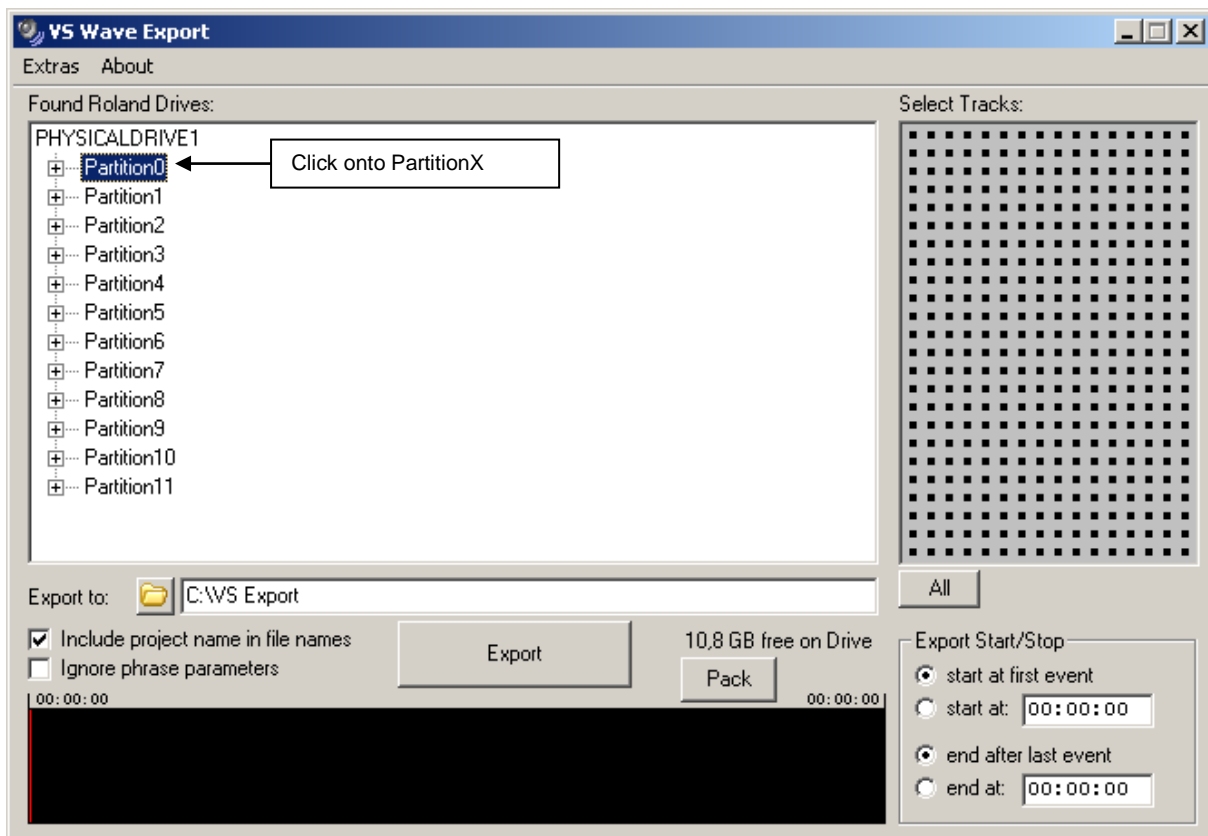 VS Wave Export
Extras About
Found Roland Drives:
Select Tracks:
PHYSICALDRIVE1
Partition0
Click onto PartitionX
Partition1
Partition2
Partition3
Partition4
Partition5
Partition6
Partition7
Partition8
Partition9
Partition10
Partition11
Export to:
C:\VS Export
All
Include project name in file names
Ignore phrase parameters
Export
10,8 GB free on Drive
Pack
00:00:00
00:00:00
Export Start/Stop
start at first event
start at: 00:00:00
end after last event
end at: 00:00:00